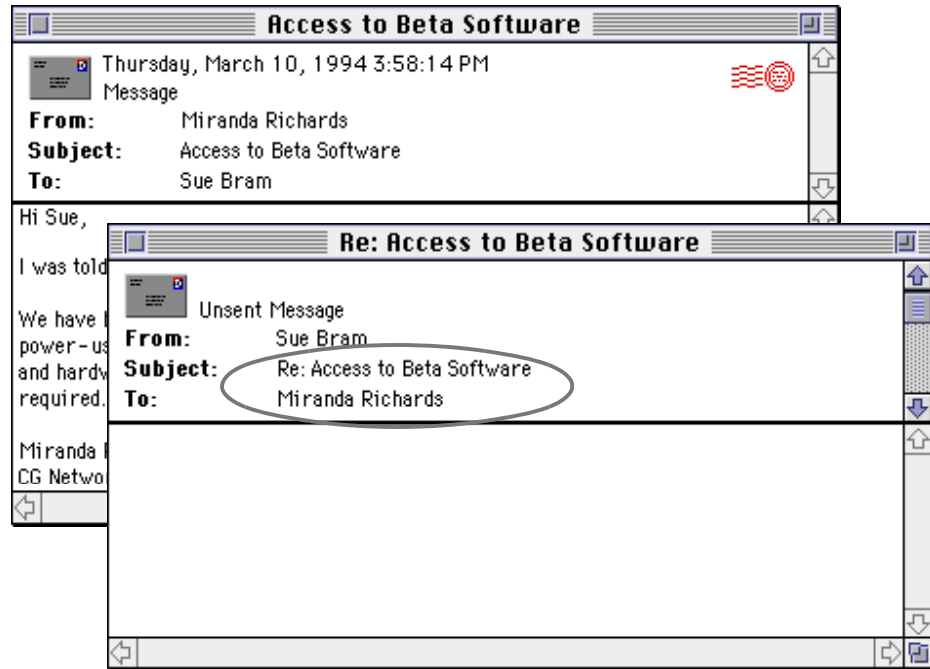 Access to Beta Software
Thursday, March 10, 1994 3:58:14 PM
Message
From: Miranda Richards
Subject: Access to Beta Software
To: Sue Bram
Hi Sue,
I was told
We have
power-us
and hardw
required.
Miranda
CG Netwo
Re: Access to Beta Software
Unsent Message
From: Sue Bram
Subject: Re: Access to Beta Software
To: Miranda Richards